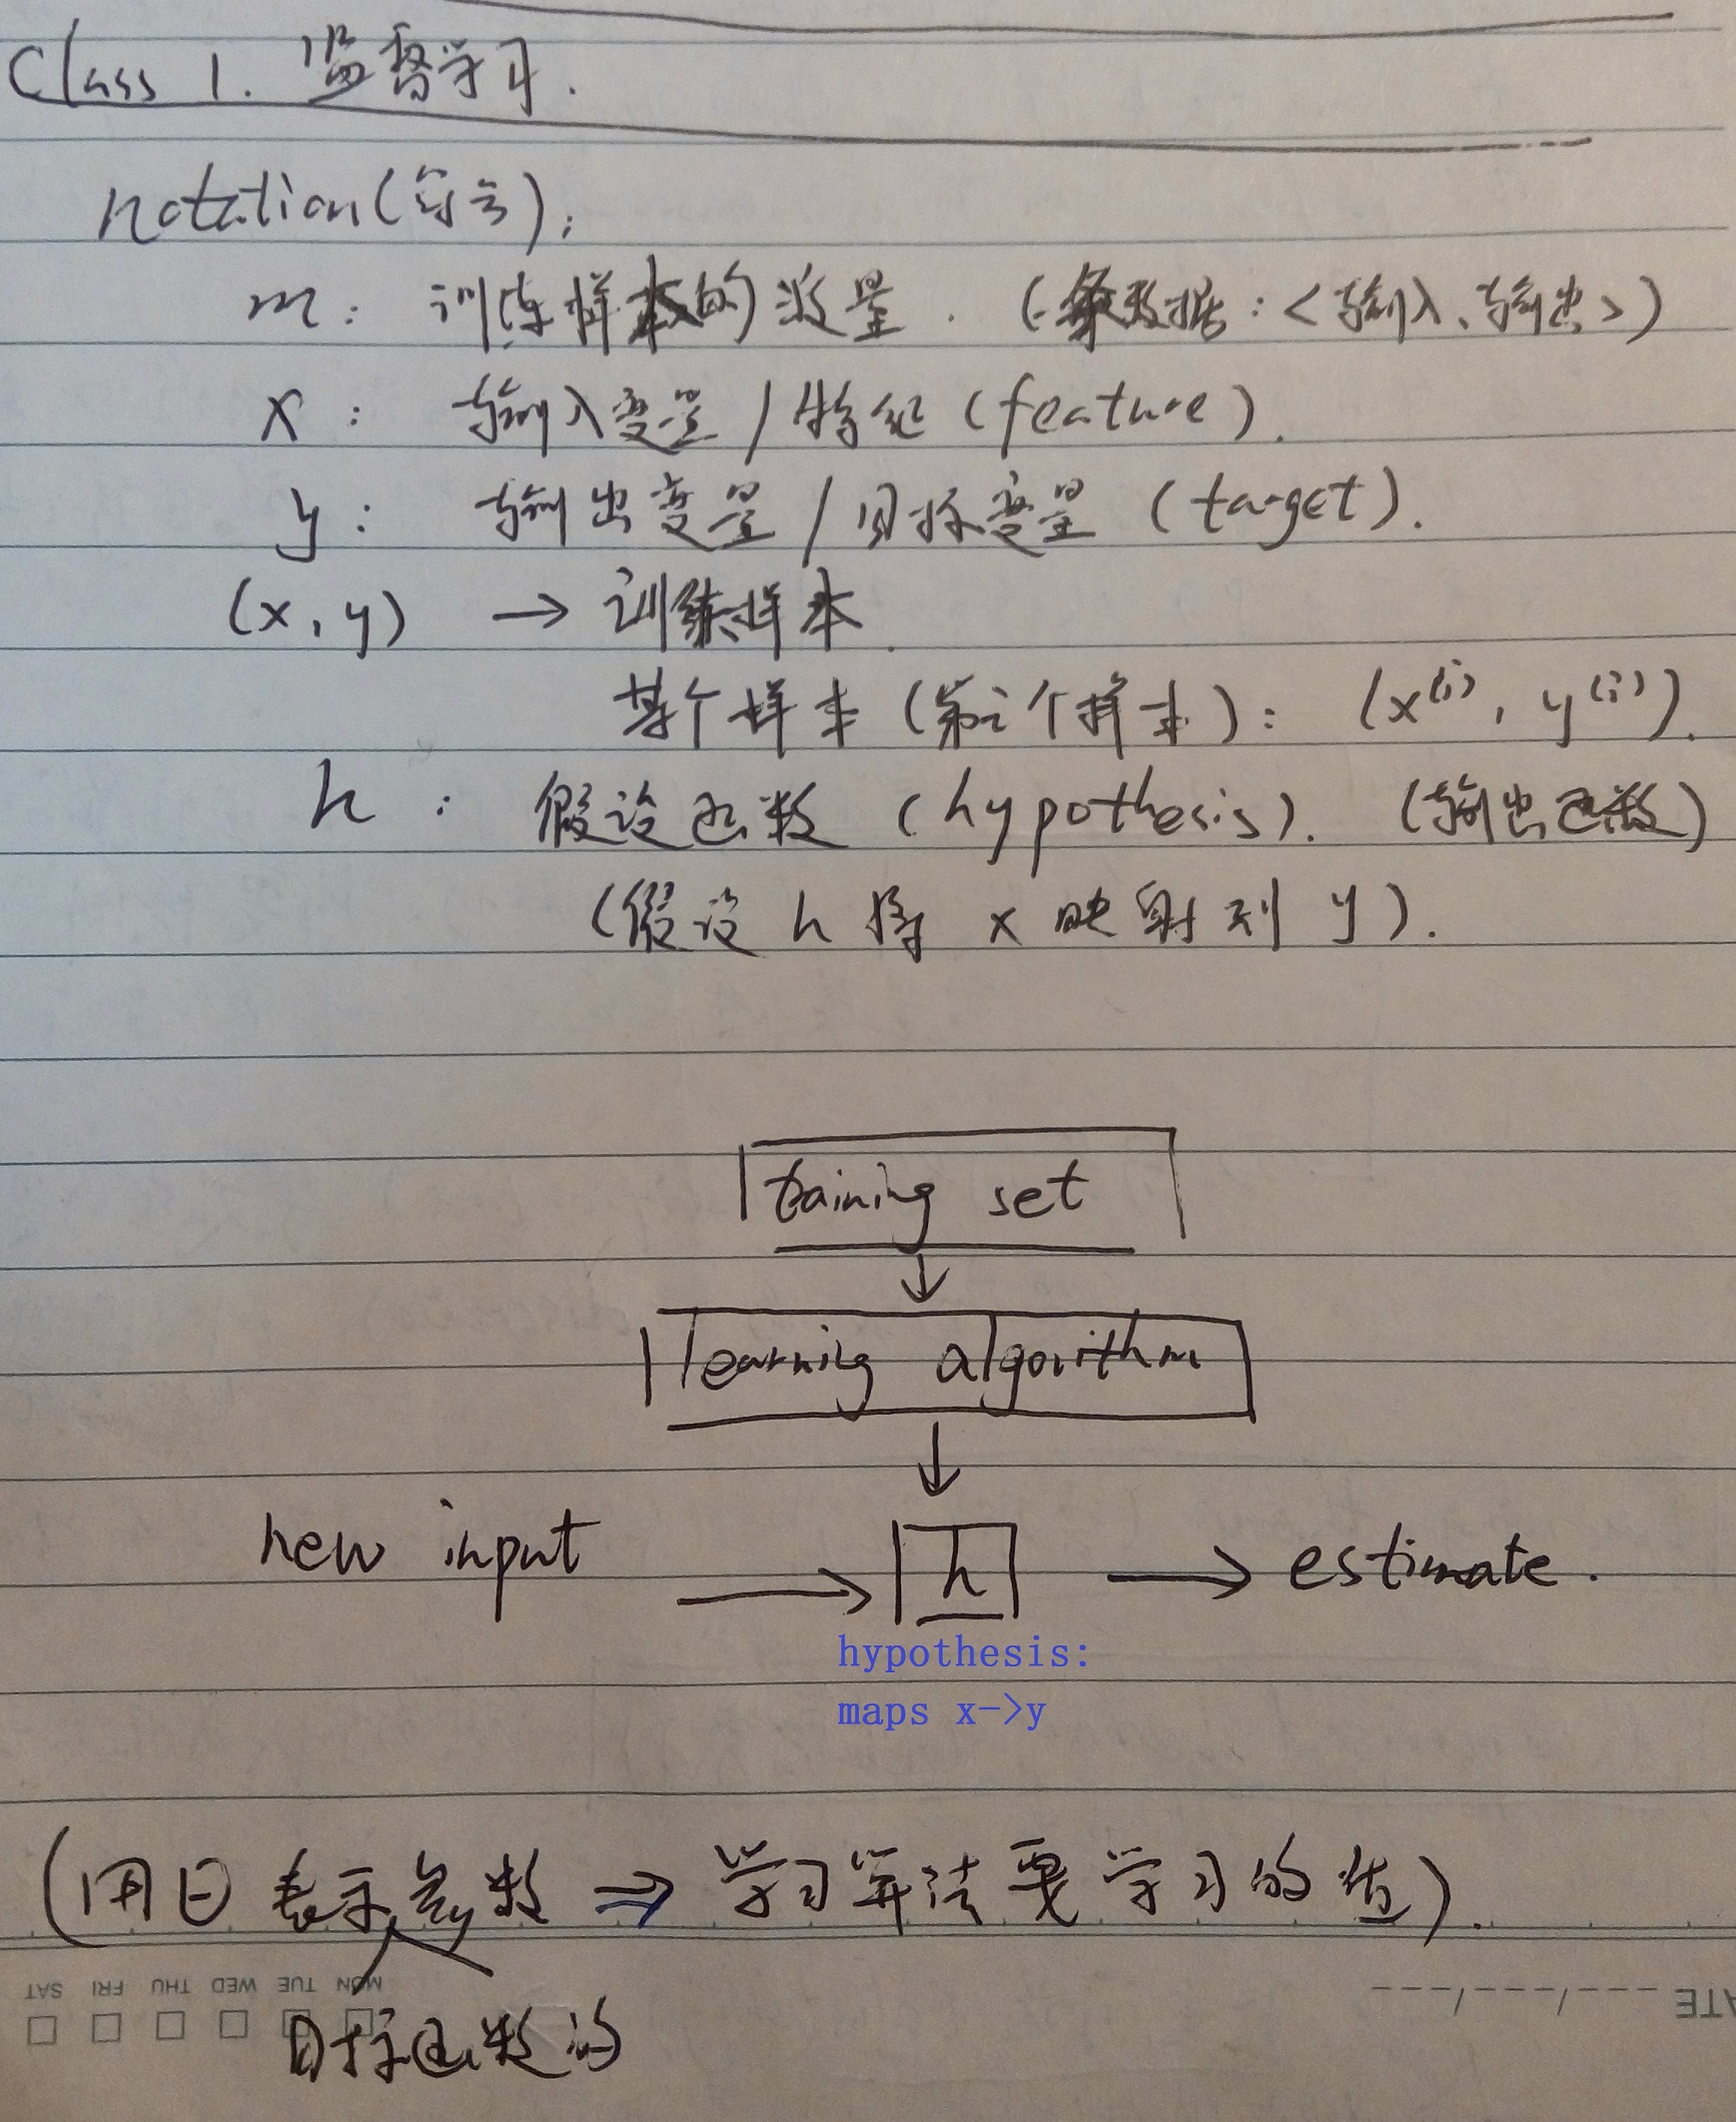 Class 1. 监督学习.
notation(符号):
m: 训练样本的数量. (一条数据: <输入、输出>)
x: 输入变量/特征 (feature).
y: 输出变量/目标变量 (target).
(x, y) → 训练样本.
某个样本 (第i个样本): (x⁽ⁱ⁾, y⁽ⁱ⁾).
h: 假设函数 (hypothesis). (输出函数)
(假设 h 将 x 映射到 y).
training set
↓
learning algorithm
↓
new input → h → estimate.
hypothesis:
maps x->y
(用θ表示参数 ⇒ 学习算法要学习的值).
目标函数的
SAT FRI THU WED TUE MON
ATE ---/---/---